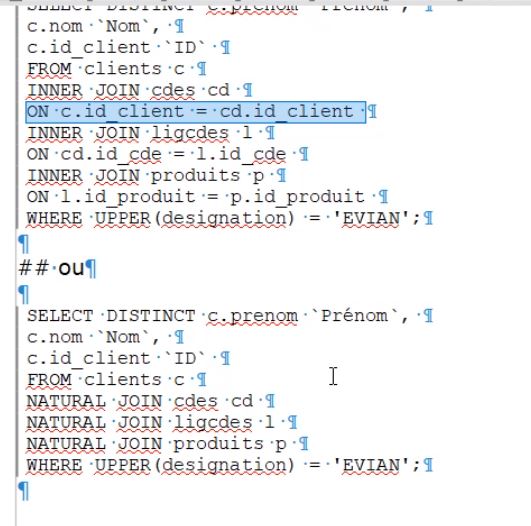 SELECT DISTINCT c.prenom `Prénom`, ¶
c.nom `Nom`, ¶
c.id_client `ID` ¶
FROM clients c ¶
INNER JOIN cdes cd ¶
ON c.id_client = cd.id_client ¶
INNER JOIN ligcdes l ¶
ON cd.id_cde = l.id_cde ¶
INNER JOIN produits p ¶
ON l.id_produit = p.id_produit ¶
WHERE UPPER(designation) = 'EVIAN';¶
¶
## ou¶
¶
SELECT DISTINCT c.prenom `Prénom`, ¶
c.nom `Nom`, ¶
c.id_client `ID` ¶
FROM clients c ¶
NATURAL JOIN cdes cd ¶
NATURAL JOIN ligcdes l ¶
NATURAL JOIN produits p ¶
WHERE UPPER(designation) = 'EVIAN';¶
¶